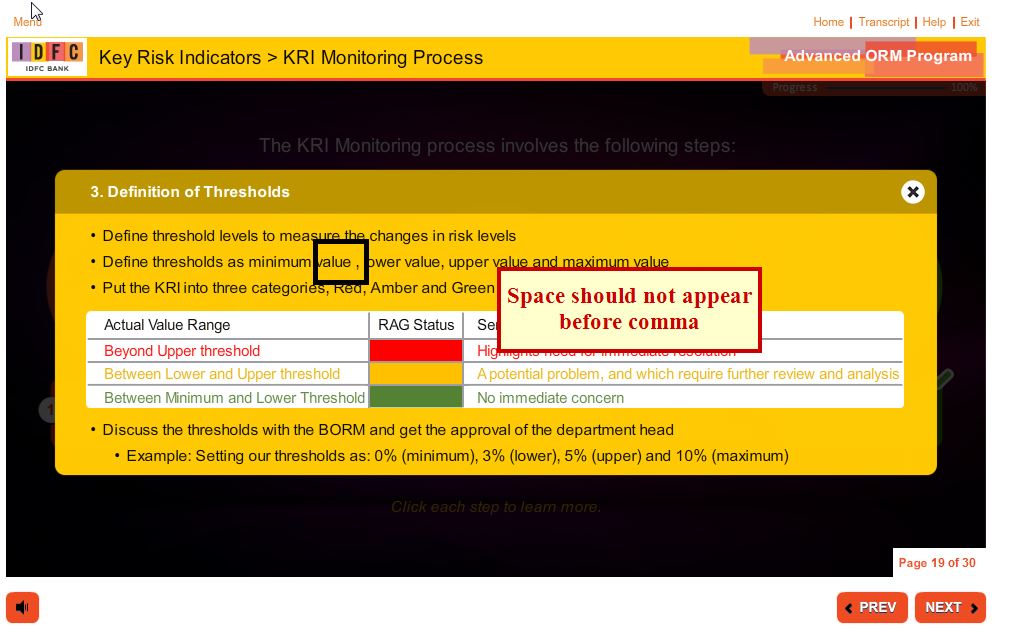 Menu
Home | Transcript | Help | Exit
IDFC
IDFC BANK
Key Risk Indicators > KRI Monitoring Process
Advanced ORM Program
Progress 100%
The KRI Monitoring process involves the following steps:
3. Definition of Thresholds
• Define threshold levels to measure the changes in risk levels
• Define thresholds as minimum value , lower value, upper value and maximum value
• Put the KRI into three categories, Red, Amber and Green
Space should not appear
before comma
Actual Value Range RAG Status
Beyond Upper threshold Highlights need for immediate resolution
Between Lower and Upper threshold A potential problem, and which require further review and analysis
Between Minimum and Lower Threshold No immediate concern
1
• Discuss the thresholds with the BORM and get the approval of the department head
• Example: Setting our thresholds as: 0% (minimum), 3% (lower), 5% (upper) and 10% (maximum)
Click each step to learn more.
Page 19 of 30
PREV NEXT